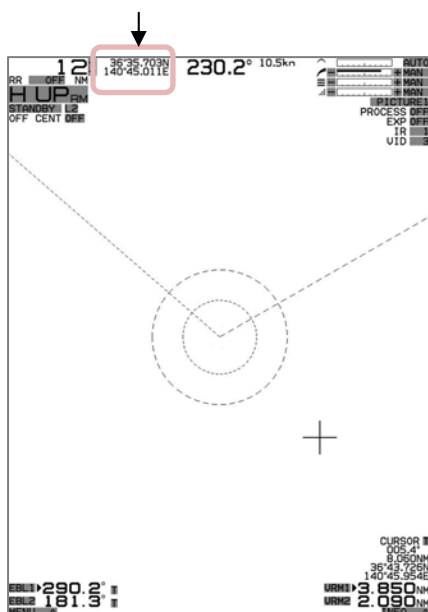 12 36°35.703N 230.2° 10.5kn AUTO
140°45.011E
RR OFF NM MAN
H UP RM MAN
MAN
STANDBY L2 PICTURE1
OFF CENT OFF PROCESS OFF
EXP OFF
IR 1
VID 3
CURSOR T
005.4°
8.060NM
36°43.726N
140°45.954E
EBL1 290.2° T VRM1 3.850NM
EBL2 181.3° T VRM2 2.090NM